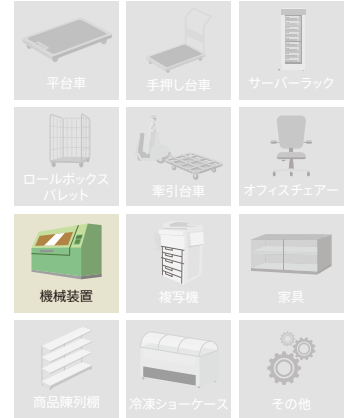 平台車
手押し台車
サーバーラック
ロールボックス
パレット
牽引台車
オフィスチェアー
機械装置
複写機
家具
商品陳列棚
冷凍ショーケース
その他